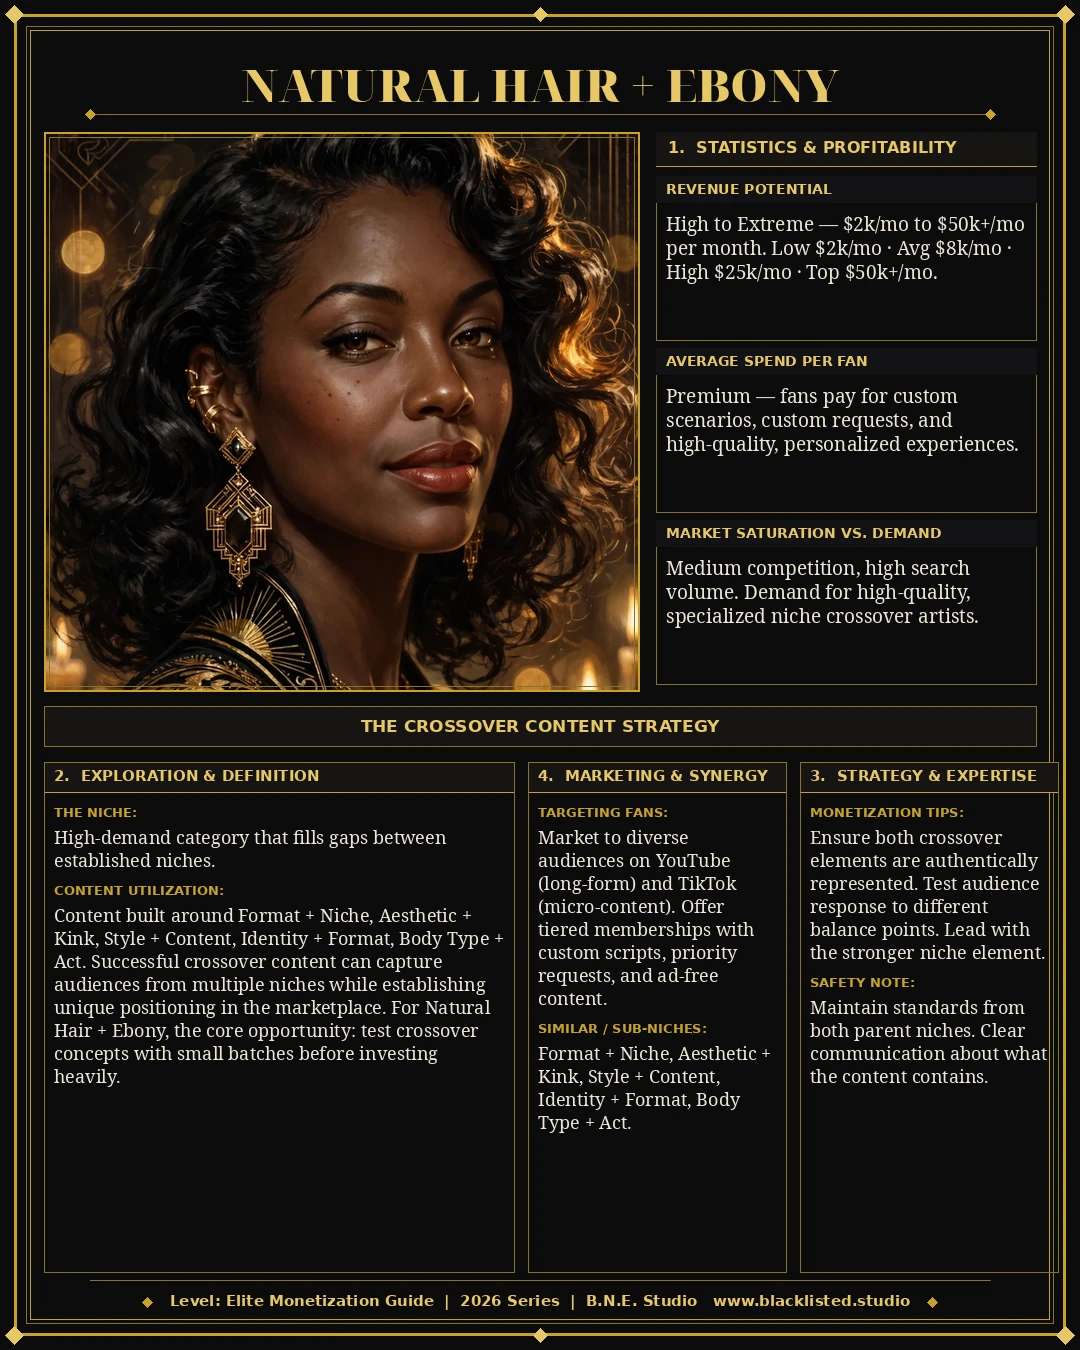 NATURAL HAIR + EBONY
1. STATISTICS & PROFITABILITY
REVENUE POTENTIAL
High to Extreme — $2k/mo to $50k+/mo
per month. Low $2k/mo · Avg $8k/mo ·
High $25k/mo · Top $50k+/mo.
AVERAGE SPEND PER FAN
Premium — fans pay for custom
scenarios, custom requests, and
high-quality, personalized experiences.
MARKET SATURATION VS. DEMAND
Medium competition, high search
volume. Demand for high-quality,
specialized niche crossover artists.
THE CROSSOVER CONTENT STRATEGY
2. EXPLORATION & DEFINITION
THE NICHE:
High-demand category that fills gaps between
established niches.
CONTENT UTILIZATION:
Content built around Format + Niche, Aesthetic +
Kink, Style + Content, Identity + Format, Body Type +
Act. Successful crossover content can capture
audiences from multiple niches while establishing
unique positioning in the marketplace. For Natural
Hair + Ebony, the core opportunity: test crossover
concepts with small batches before investing
heavily.
4. MARKETING & SYNERGY
TARGETING FANS:
Market to diverse
audiences on YouTube
(long-form) and TikTok
(micro-content). Offer
tiered memberships with
custom scripts, priority
requests, and ad-free
content.
SIMILAR / SUB-NICHES:
Format + Niche, Aesthetic +
Kink, Style + Content,
Identity + Format, Body
Type + Act.
3. STRATEGY & EXPERTISE
MONETIZATION TIPS:
Ensure both crossover
elements are authentically
represented. Test audience
response to different
balance points. Lead with
the stronger niche element.
SAFETY NOTE:
Maintain standards from
both parent niches. Clear
communication about what
the content contains.
Level: Elite Monetization Guide | 2026 Series | B.N.E. Studio www.blacklisted.studio